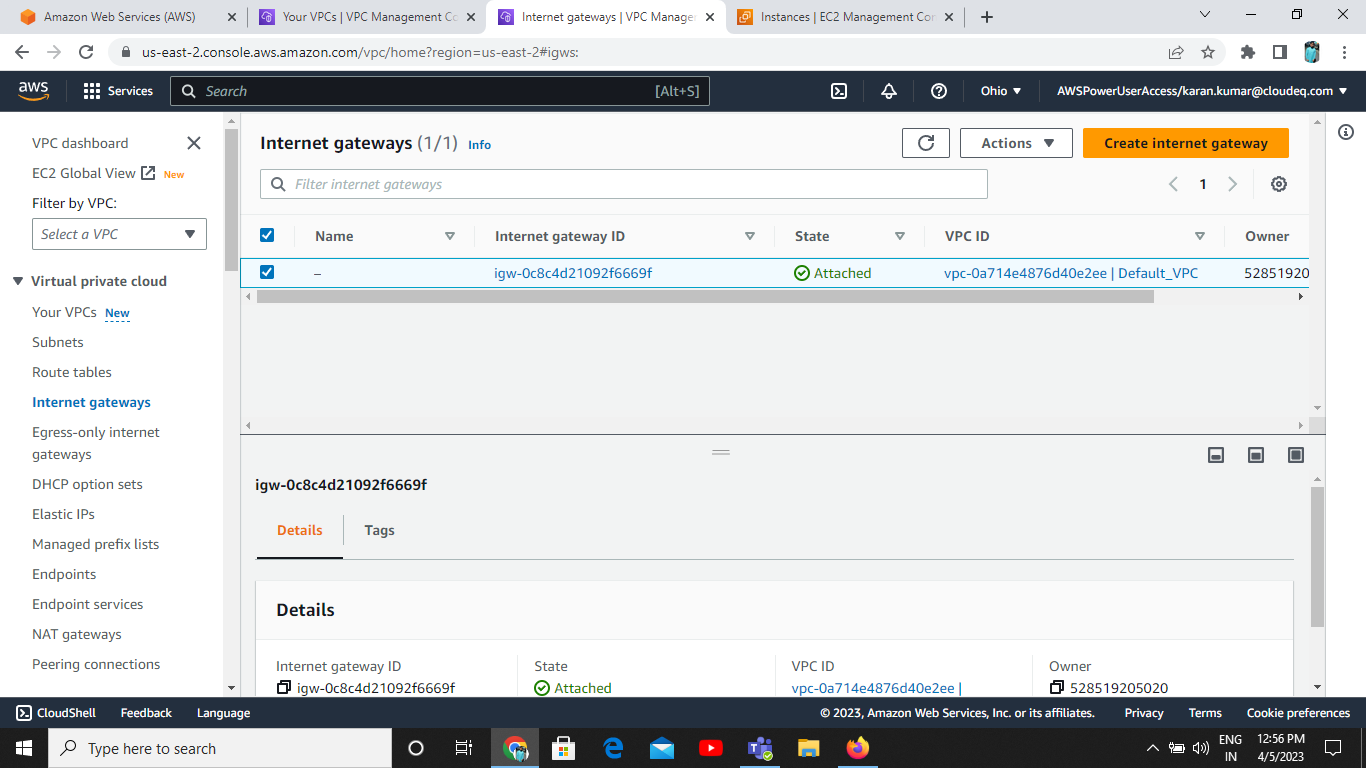 Amazon Web Services (AWS)
Your VPCs | VPC Management Co
Internet gateways | VPC Manage
Instances | EC2 Management Con
us-east-2.console.aws.amazon.com/vpc/home?region=us-east-2#igws:
aws
Services
Search
[Alt+S]
Ohio
AWSPowerUserAccess/karan.kumar@cloudeq.com
VPC dashboard
EC2 Global View New
Filter by VPC:
Select a VPC
Virtual private cloud
Your VPCs New
Subnets
Route tables
Internet gateways
Egress-only internet
gateways
DHCP option sets
Elastic IPs
Managed prefix lists
Endpoints
Endpoint services
NAT gateways
Peering connections
Internet gateways (1/1) Info
Actions
Create internet gateway
Filter internet gateways
1
Name Internet gateway ID State VPC ID Owner
– igw-0c8c4d21092f6669f Attached vpc-0a714e4876d40e2ee | Default_VPC 52851920
igw-0c8c4d21092f6669f
Details Tags
Details
Internet gateway ID State VPC ID Owner
igw-0c8c4d21092f6669f Attached vpc-0a714e4876d40e2ee | 528519205020
CloudShell Feedback Language
© 2023, Amazon Web Services, Inc. or its affiliates. Privacy Terms Cookie preferences
Type here to search
ENG
IN
12:56 PM
4/5/2023